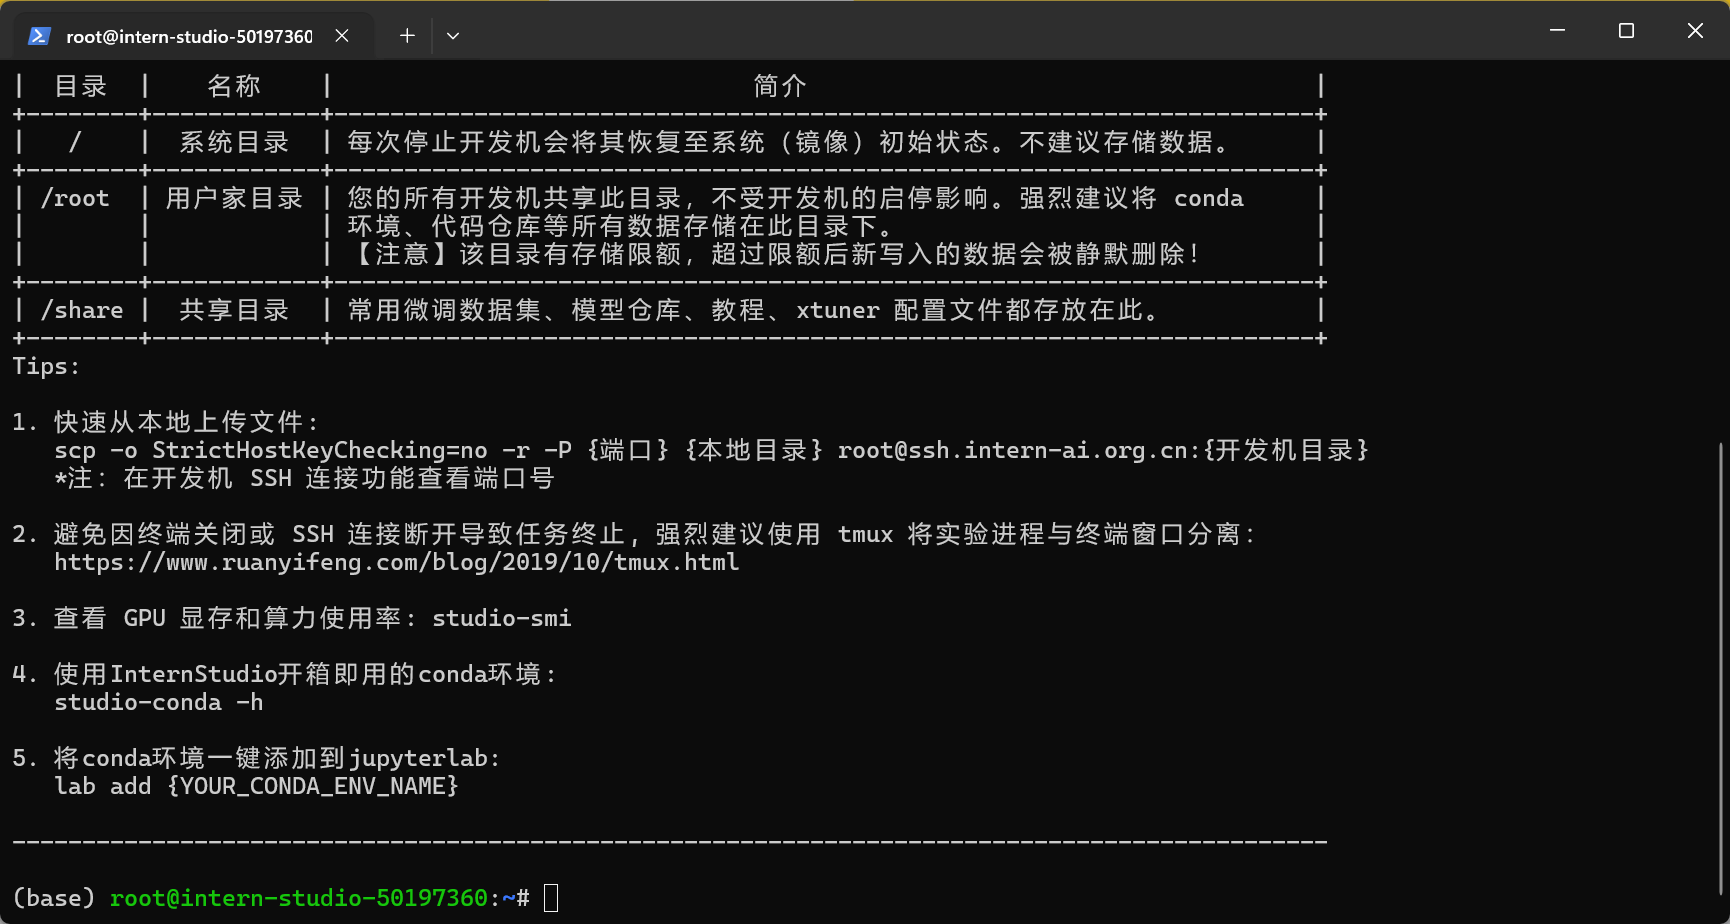 root@intern-studio-50197360
| 目录 | 名称 | 简介 |
+--------+------------+----------------------------------------------------------------------+
| / | 系统目录 | 每次停止开发机会将其恢复至系统（镜像）初始状态。不建议存储数据。 |
+--------+------------+----------------------------------------------------------------------+
| /root | 用户家目录 | 您的所有开发机共享此目录，不受开发机的启停影响。强烈建议将 conda |
| | | 环境、代码仓库等所有数据存储在此目录下。 |
| | | 【注意】该目录有存储限额，超过限额后新写入的数据会被静默删除！ |
+--------+------------+----------------------------------------------------------------------+
| /share | 共享目录 | 常用微调数据集、模型仓库、教程、xtuner 配置文件都存放在此。 |
+--------+------------+----------------------------------------------------------------------+
Tips:
1. 快速从本地上传文件：
scp -o StrictHostKeyChecking=no -r -P {端口} {本地目录} root@ssh.intern-ai.org.cn:{开发机目录}
*注：在开发机 SSH 连接功能查看端口号
2. 避免因终端关闭或 SSH 连接断开导致任务终止，强烈建议使用 tmux 将实验进程与终端窗口分离：
https://www.ruanyifeng.com/blog/2019/10/tmux.html
3. 查看 GPU 显存和算力使用率：studio-smi
4. 使用InternStudio开箱即用的conda环境：
studio-conda -h
5. 将conda环境一键添加到jupyterlab:
lab add {YOUR_CONDA_ENV_NAME}
----------------------------------------------------------------------------------------------
(base) root@intern-studio-50197360:~#